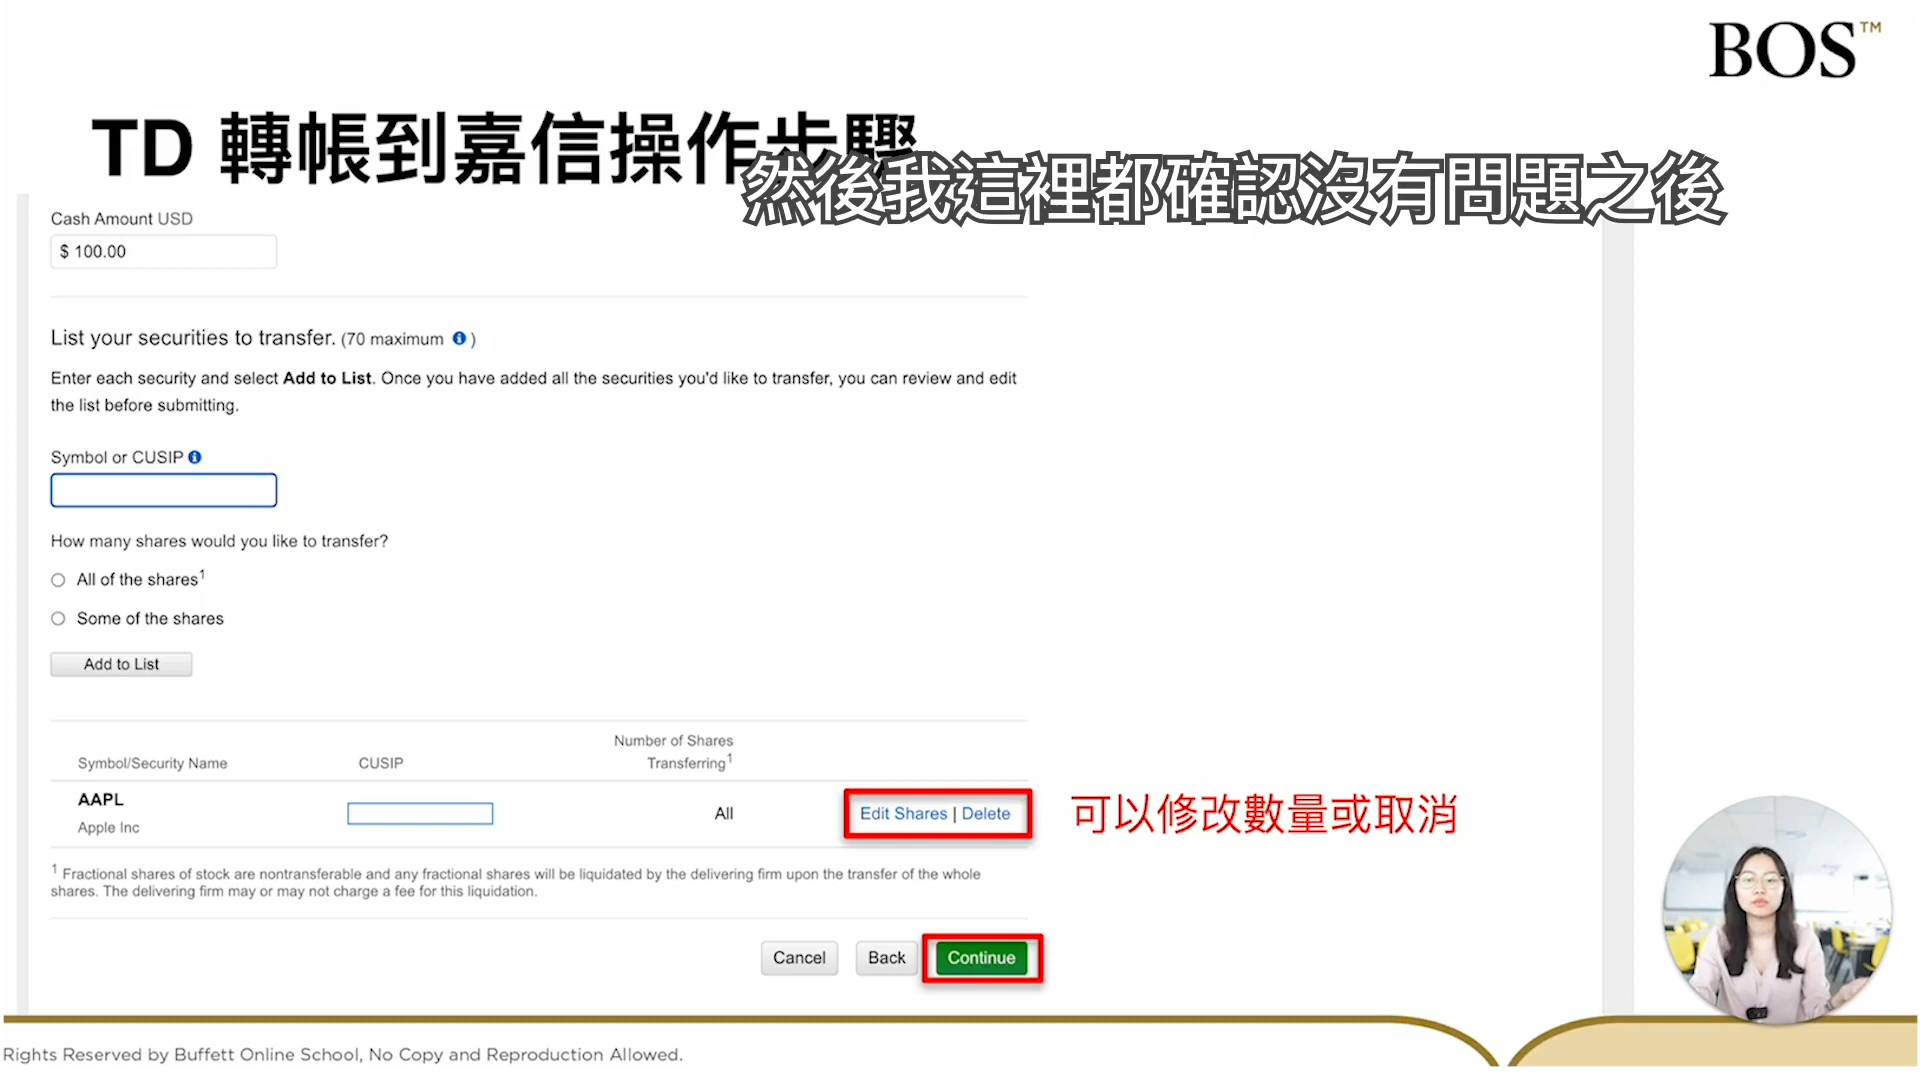 BOS™
TD 轉帳到嘉信操作步驟
然後我這裡都確認沒有問題之後
Cash Amount USD
$ 100.00
List your securities to transfer. (70 maximum i )
Enter each security and select Add to List. Once you have added all the securities you'd like to transfer, you can review and edit
the list before submitting.
Symbol or CUSIP i
How many shares would you like to transfer?
All of the shares1
Some of the shares
Add to List
Number of Shares
Symbol/Security Name CUSIP Transferring1
AAPL
Apple Inc
All
Edit Shares | Delete
可以修改數量或取消
1 Fractional shares of stock are nontransferable and any fractional shares will be liquidated by the delivering firm upon the transfer of the whole
shares. The delivering firm may or may not charge a fee for this liquidation.
Cancel Back Continue
Rights Reserved by Buffett Online School, No Copy and Reproduction Allowed.